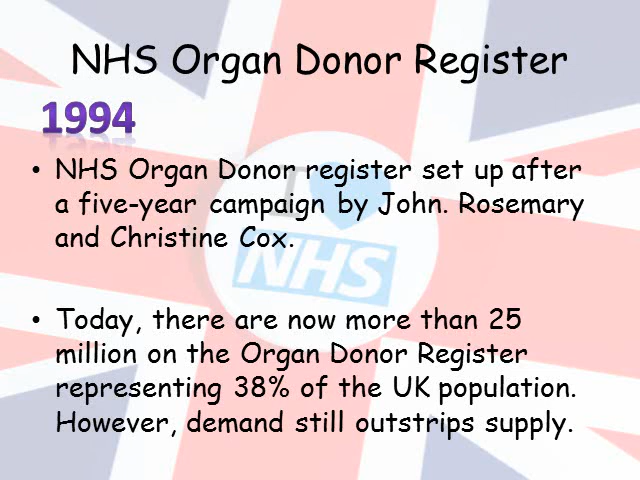 NHS Organ Donor Register
1994
• NHS Organ Donor register set up after
a five-year campaign by John. Rosemary
and Christine Cox.
• Today, there are now more than 25
million on the Organ Donor Register
representing 38% of the UK population.
However, demand still outstrips supply.
I
NHS